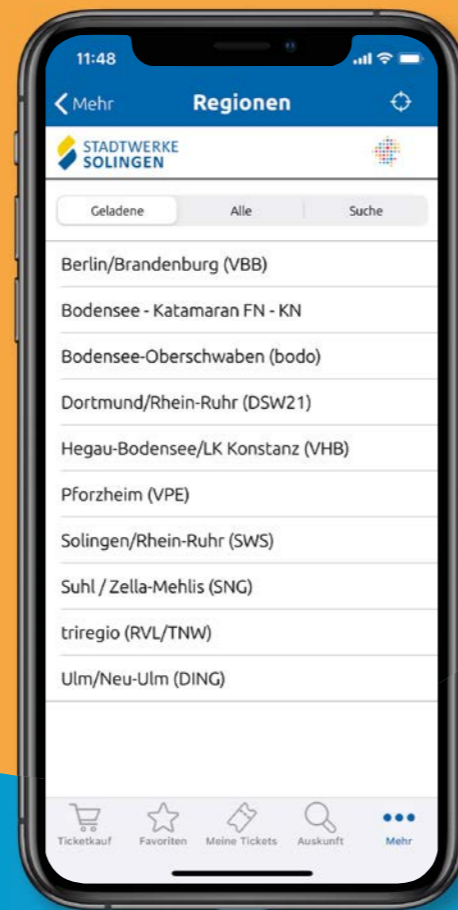 11:48
Mehr
Regionen
STADTWERKE
SOLINGEN
Geladene
Alle
Suche
Berlin/Brandenburg (VBB)
Bodensee - Katamaran FN - KN
Bodensee-Oberschwaben (bodo)
Dortmund/Rhein-Ruhr (DSW21)
Hegau-Bodensee/LK Konstanz (VHB)
Pforzheim (VPE)
Solingen/Rhein-Ruhr (SWS)
Suhl / Zella-Mehlis (SNG)
triregio (RVL/TNW)
Ulm/Neu-Ulm (DING)
Ticketkauf
Favoriten
Meine Tickets
Auskunft
Mehr